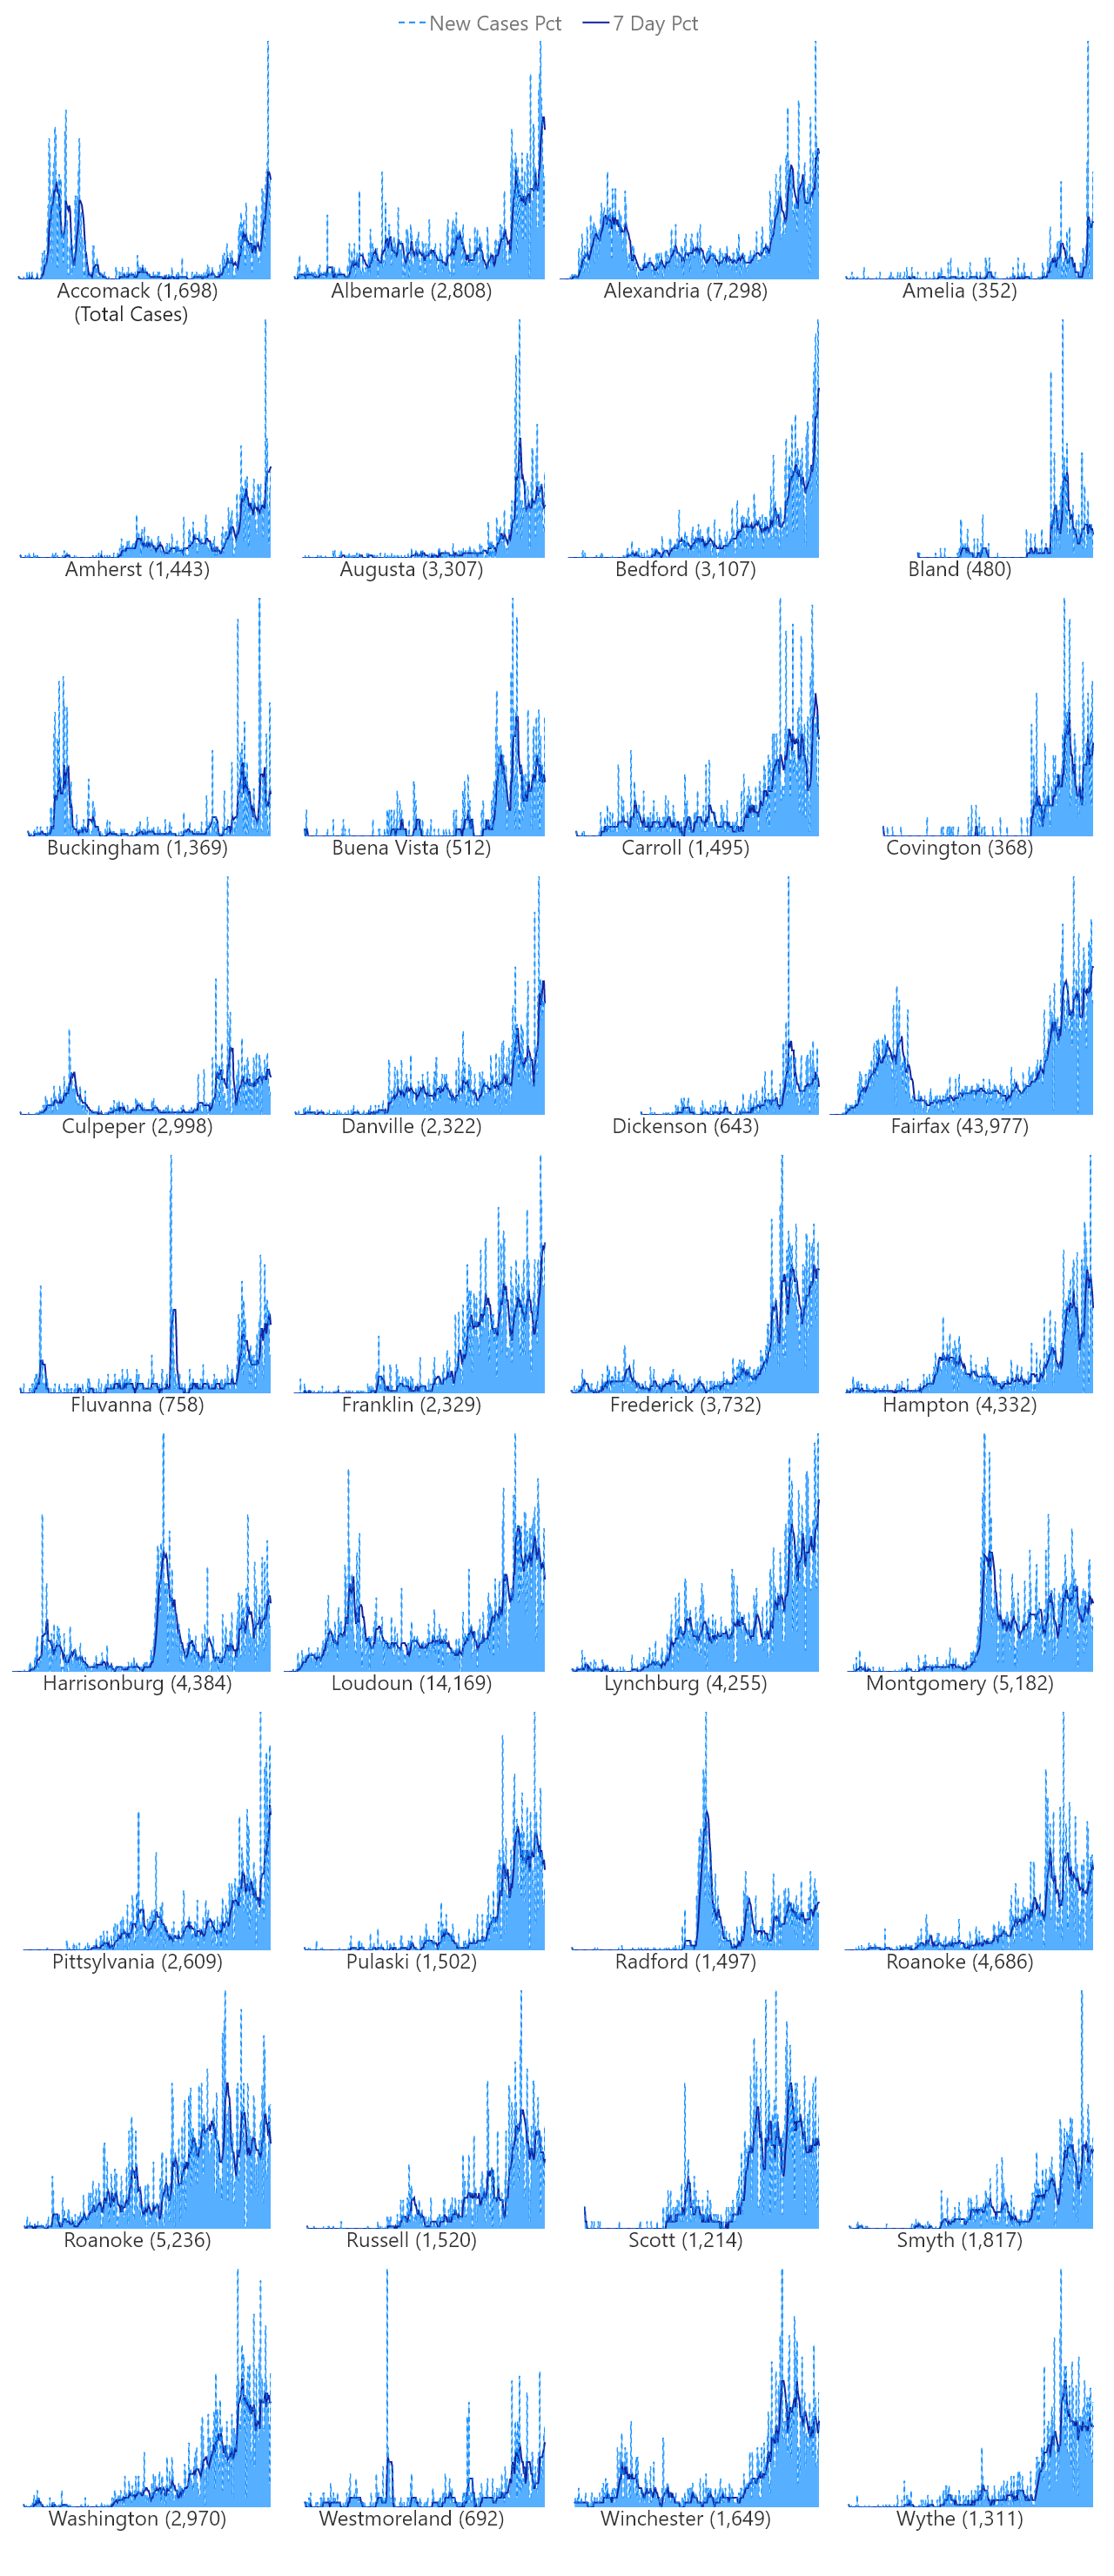 New Cases Pct 7 Day Pct
Accomack (1,698) Albemarle (2,808) Alexandria (7,298) Amelia (352)
(Total Cases)
Amherst (1,443) Augusta (3,307) Bedford (3,107) Bland (480)
Buckingham (1,369) Buena Vista (512) Carroll (1,495) Covington (368)
Culpeper (2,998) Danville (2,322) Dickenson (643) Fairfax (43,977)
Fluvanna (758) Franklin (2,329) Frederick (3,732) Hampton (4,332)
Harrisonburg (4,384) Loudoun (14,169) Lynchburg (4,255) Montgomery (5,182)
Pittsylvania (2,609) Pulaski (1,502) Radford (1,497) Roanoke (4,686)
Roanoke (5,236) Russell (1,520) Scott (1,214) Smyth (1,817)
Washington (2,970) Westmoreland (692) Winchester (1,649) Wythe (1,311)